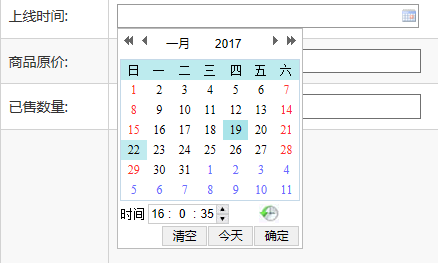 上线时间:
一月 2017
商品原价:
日 一 二 三 四 五 六
1 2 3 4 5 6 7
8 9 10 11 12 13 14
已售数量:
15 16 17 18 19 20 21
22 23 24 25 26 27 28
29 30 31 1 2 3 4
5 6 7 8 9 10 11
时间 16 : 0 : 35
清空 今天 确定